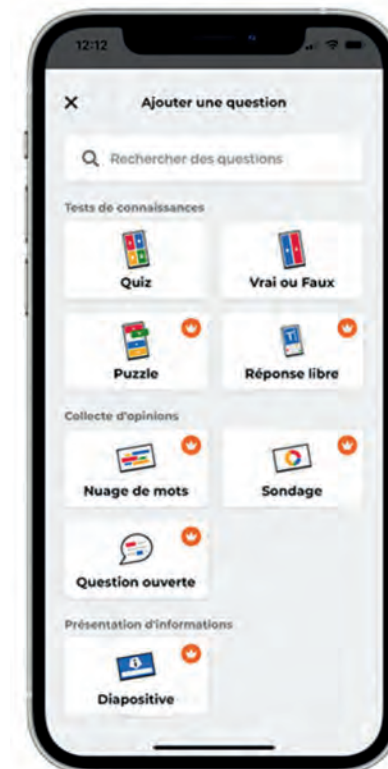 12:12
Ajouter une question
Rechercher des questions
Tests de connaissances
Quiz
Vrai ou Faux
Puzzle
Réponse libre
Collecte d'opinions
Nuage de mots
Sondage
Question ouverte
Présentation d'informations
Diapositive